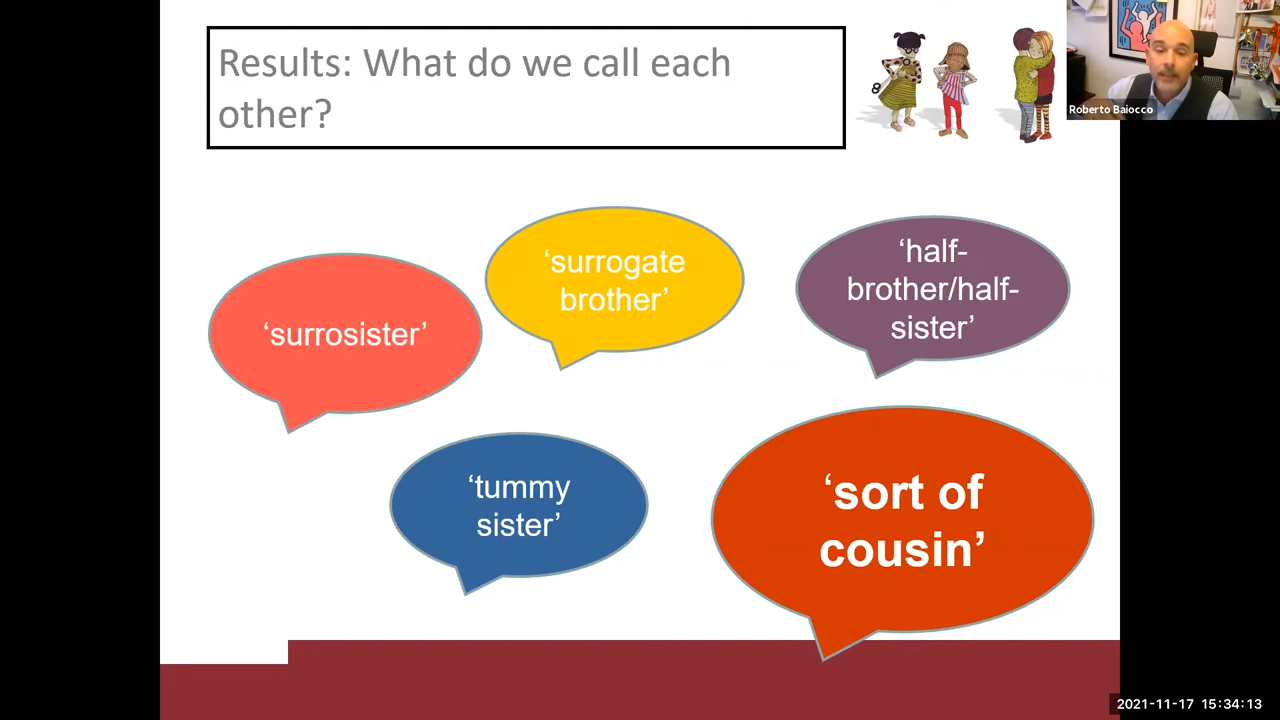 Results: What do we call each
other?
Roberto Baiocco
‘surrosister’
‘surrogate
brother’
‘half-
brother/half-
sister’
‘tummy
sister’
‘sort of
cousin’
2021-11-17 15:34:13